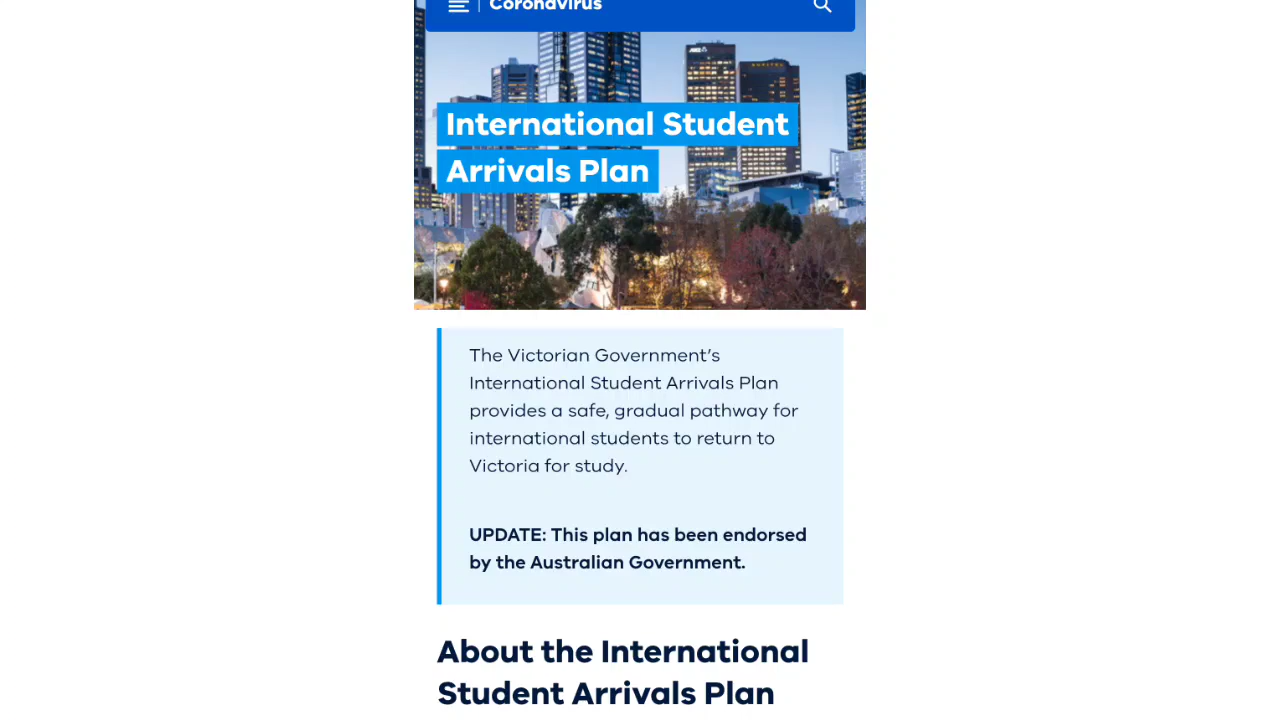 Coronavirus
International Student
Arrivals Plan
The Victorian Government's
International Student Arrivals Plan
provides a safe, gradual pathway for
international students to return to
Victoria for study.
UPDATE: This plan has been endorsed
by the Australian Government.
About the International
Student Arrivals Plan